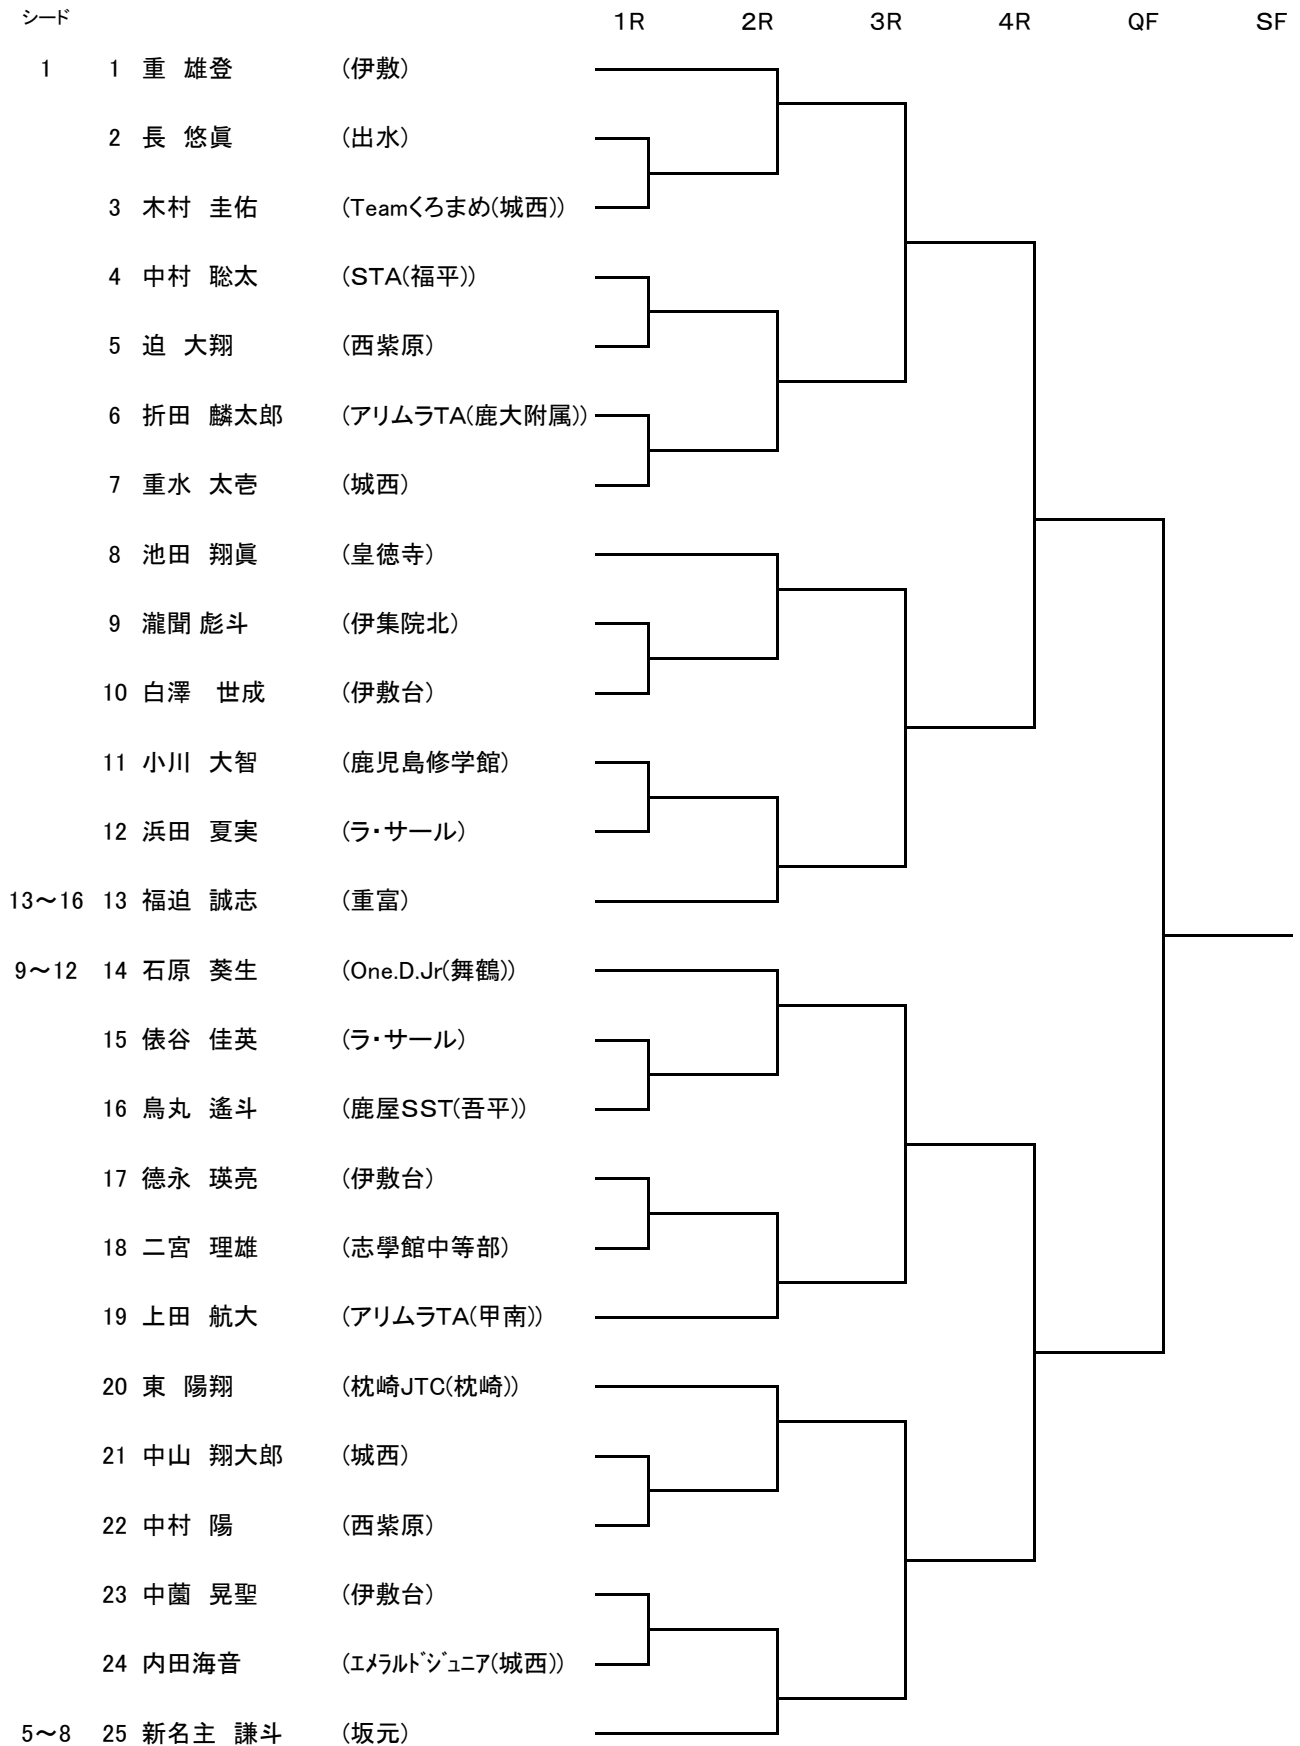 シード 1R 2R 3R 4R QF SF
1 1 重 雄登 (伊敷)
2 長 悠眞 (出水)
3 木村 圭佑 (Teamくろまめ(城西))
4 中村 聡太 (STA(福平))
5 迫 大翔 (西紫原)
6 折田 麟太郎 (アリムラTA(鹿大附属))
7 重水 太壱 (城西)
8 池田 翔眞 (皇徳寺)
9 瀧聞 彪斗 (伊集院北)
10 白澤 世成 (伊敷台)
11 小川 大智 (鹿児島修学館)
12 浜田 夏実 (ラ・サール)
13～16 13 福迫 誠志 (重富)
9～12 14 石原 葵生 (One.D.Jr(舞鶴))
15 俵谷 佳英 (ラ・サール)
16 鳥丸 遙斗 (鹿屋SST(吾平))
17 德永 瑛亮 (伊敷台)
18 二宮 理雄 (志學館中等部)
19 上田 航大 (アリムラTA(甲南))
20 東 陽翔 (枕崎JTC(枕崎))
21 中山 翔大郎 (城西)
22 中村 陽 (西紫原)
23 中薗 晃聖 (伊敷台)
24 内田海音 (ｴﾒﾗﾙﾄﾞｼﾞｭﾆｱ(城西))
5～8 25 新名主 謙斗 (坂元)